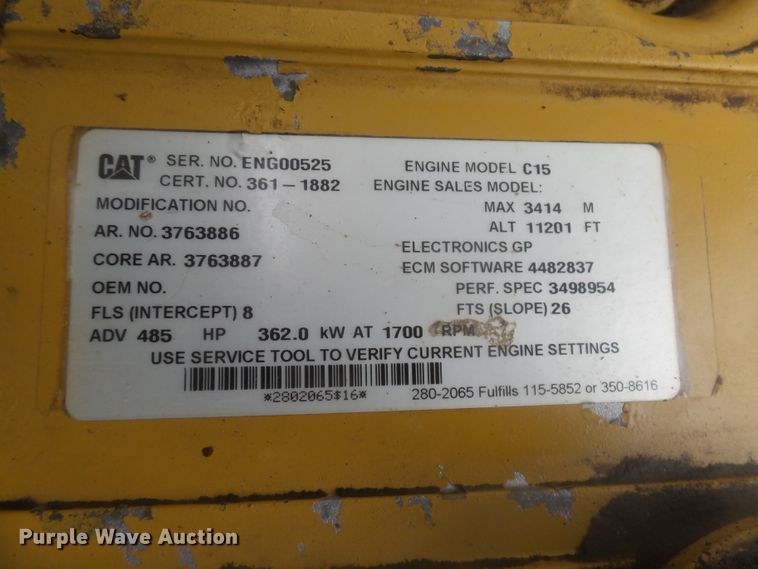 CAT® SER. NO. ENG00525 ENGINE MODEL C15
CERT. NO. 361-1882 ENGINE SALES MODEL:
MODIFICATION NO. MAX 3414 M
AR. NO. 3763886 ALT 11201 FT
CORE AR. 3763887 ELECTRONICS GP
ECM SOFTWARE 4482837
OEM NO. PERF. SPEC 3498954
FLS (INTERCEPT) 8 FTS (SLOPE) 26
ADV 485 HP 362.0 kW AT 1700 RPM
USE SERVICE TOOL TO VERIFY CURRENT ENGINE SETTINGS
*2802065$16* 280-2065 Fulfills 115-5852 or 350-8616
Purple Wave Auction